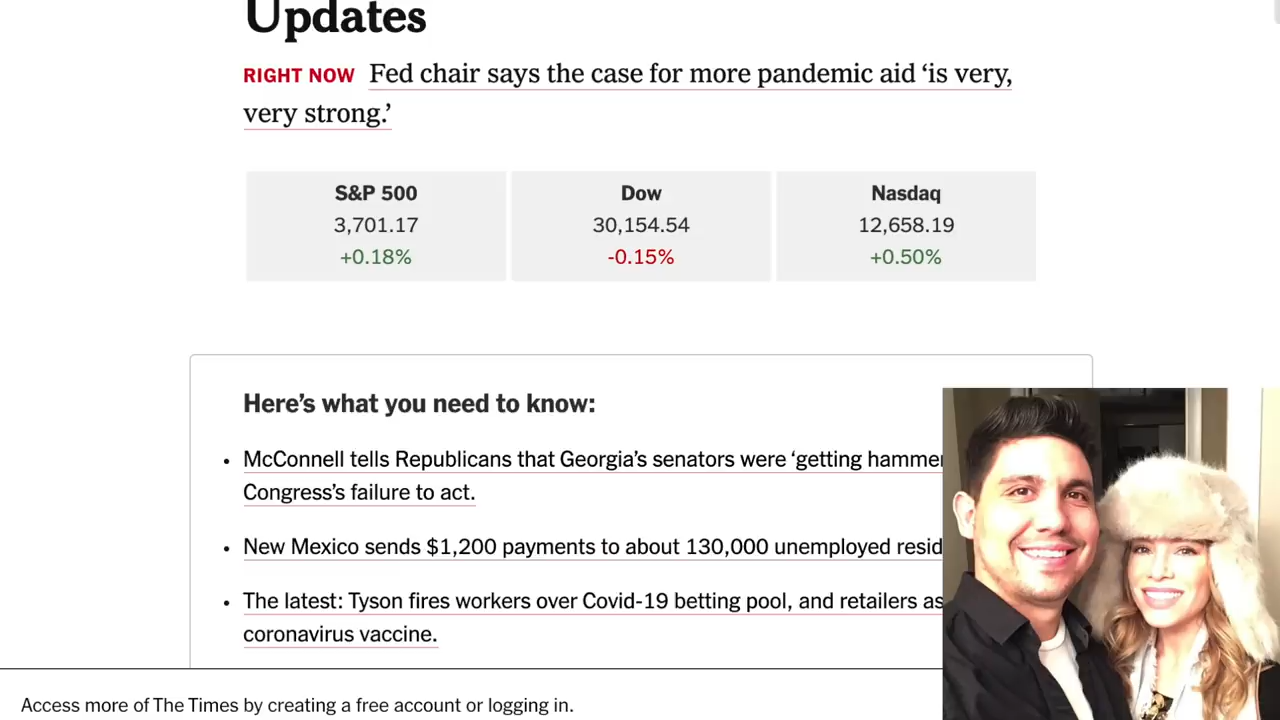 Updates
RIGHT NOW Fed chair says the case for more pandemic aid ‘is very,
very strong.’
S&P 500
3,701.17
+0.18%
Dow
30,154.54
-0.15%
Nasdaq
12,658.19
+0.50%
Here’s what you need to know:
• McConnell tells Republicans that Georgia’s senators were ‘getting
Congress’s failure to act.
• New Mexico sends $1,200 payments to about 130,000 unemployed
• The latest: Tyson fires workers over Covid-19 betting pool, and retailers
coronavirus vaccine.
Access more of The Times by creating a free account or logging in.